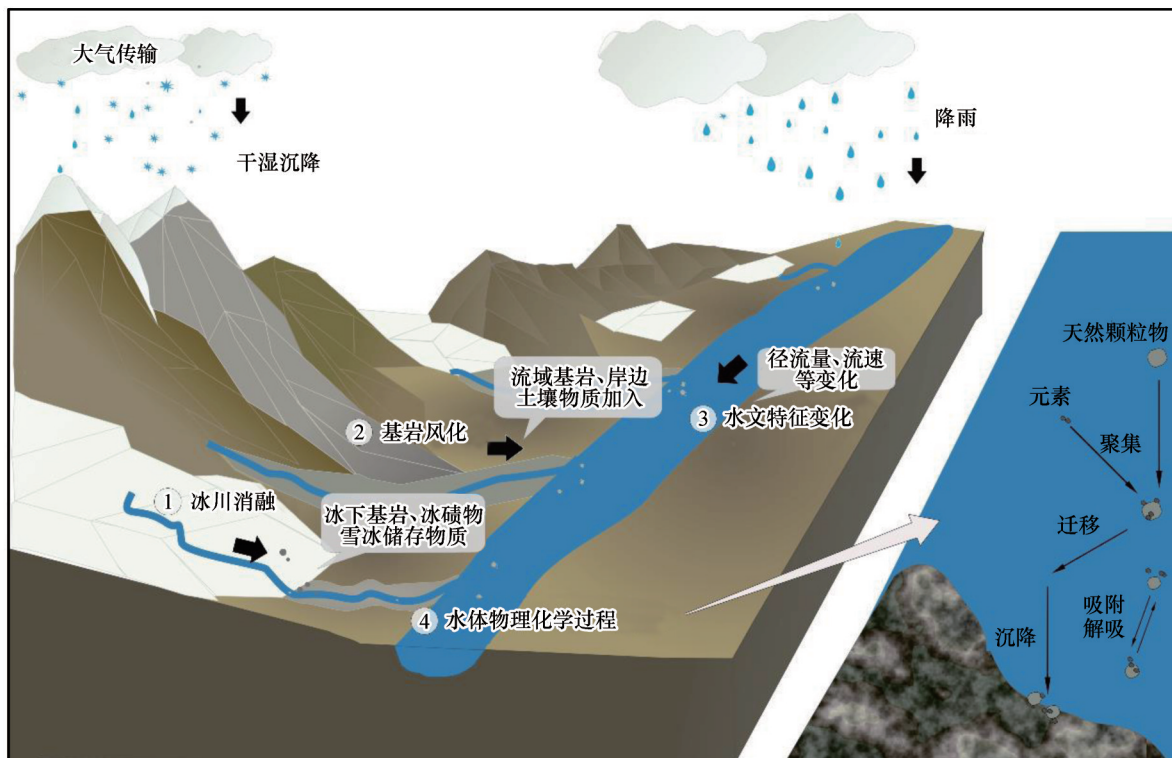 大气传输
干湿沉降
降雨
天然颗粒物
元素
聚集
迁移
吸附
解吸
沉降
径流量、流速
等变化
③ 水文特征变化
流域基岩、岸边
土壤物质加入
② 基岩风化
① 冰川消融
冰下基岩、冰碛物
雪冰储存物质
④ 水体物理化学过程